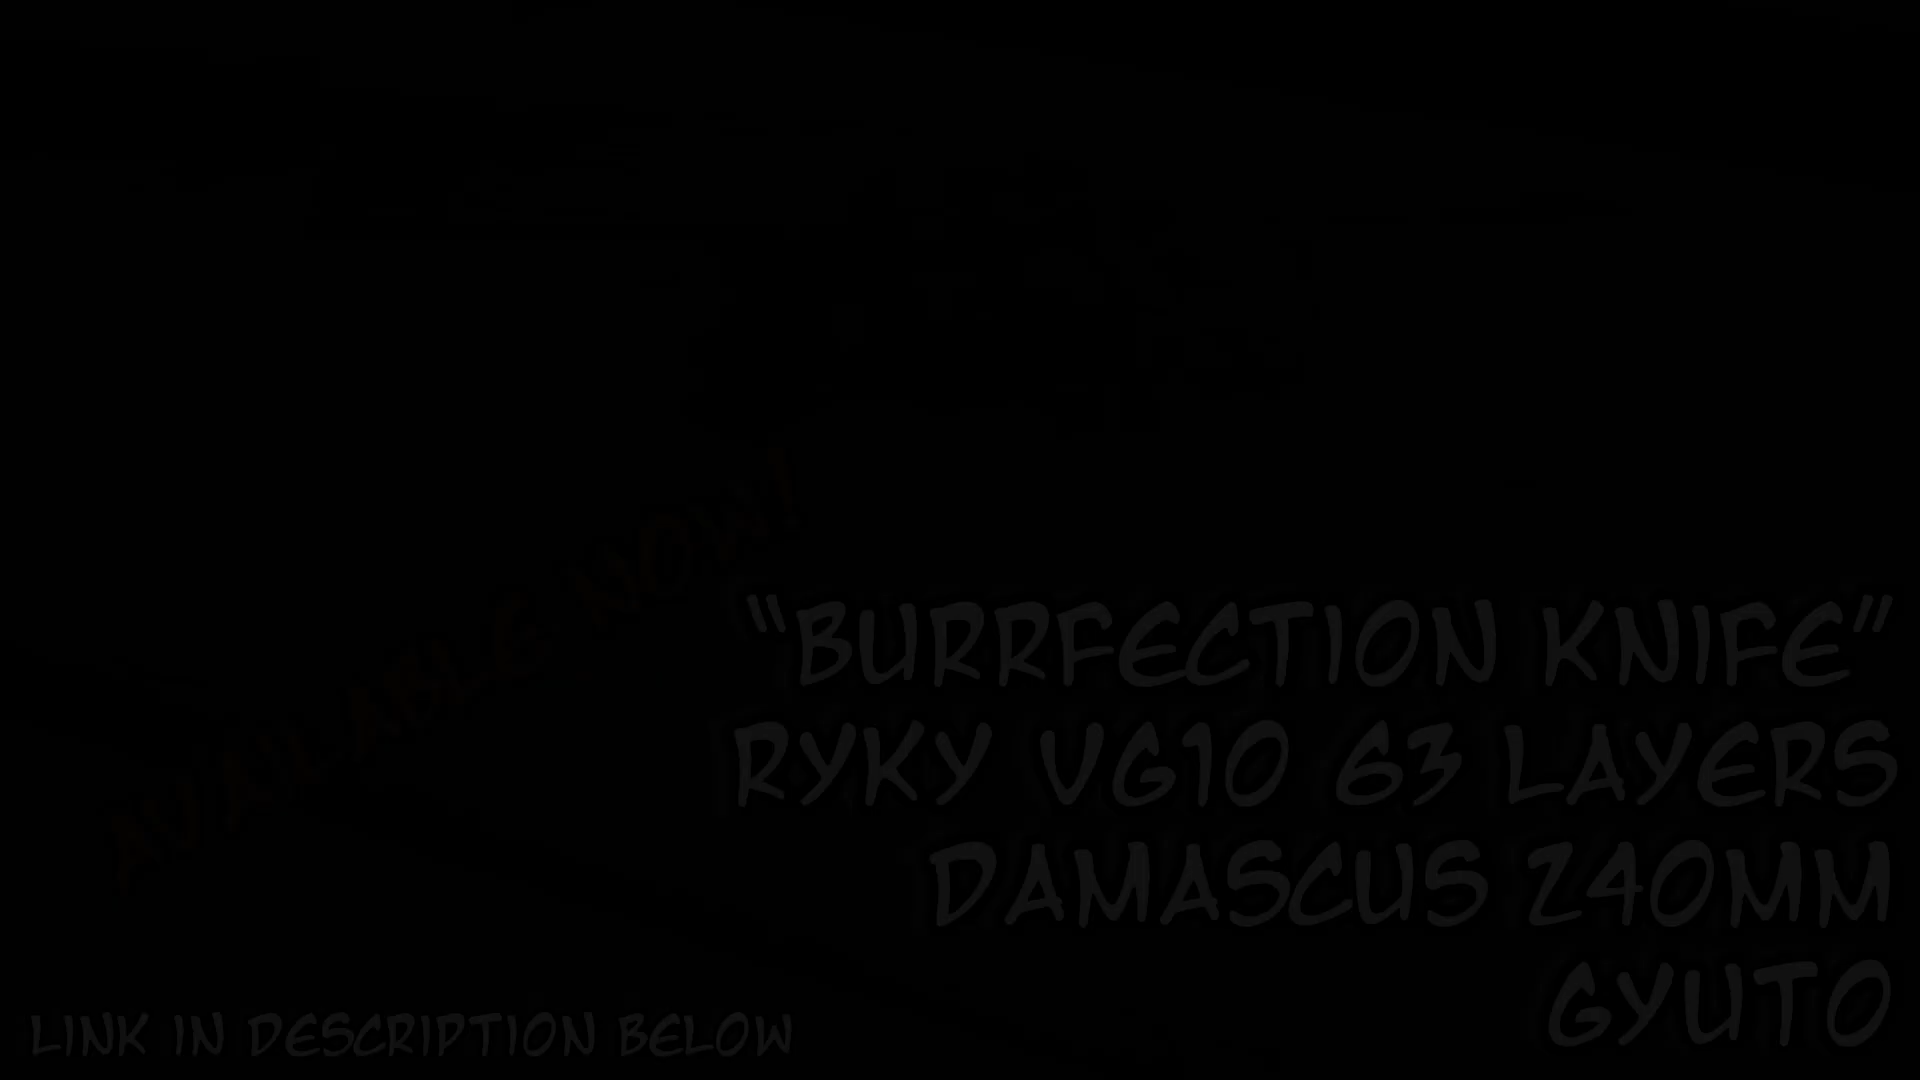 AVAILABLE NOW!
"BURRFECTION KNIFE"
RYKY VG10 63 LAYERS
DAMASCUS 240MM
GYUTO
LINK IN DESCRIPTION BELOW